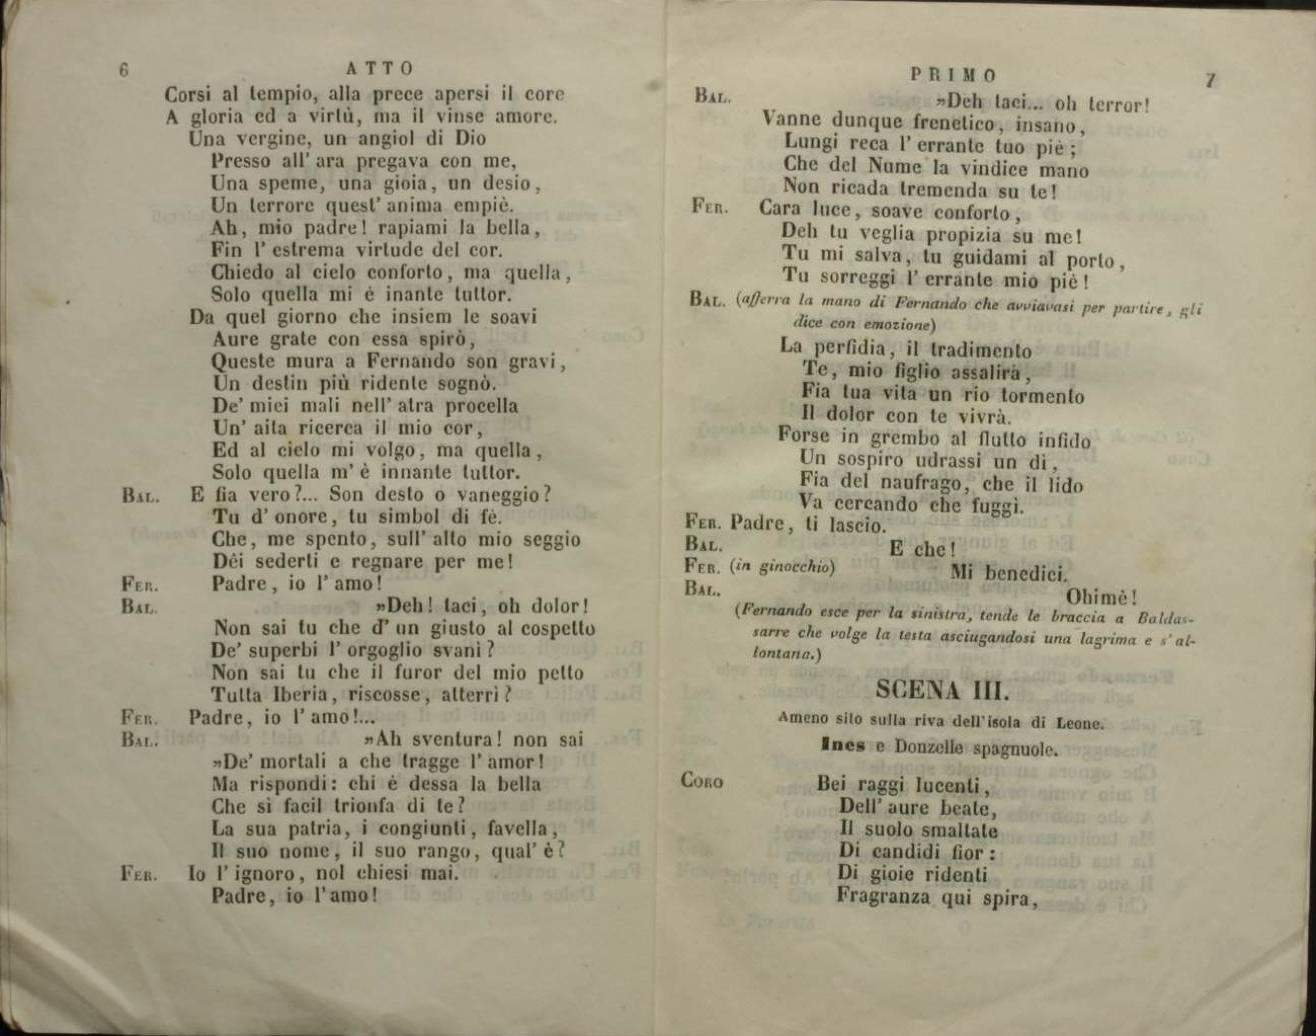 6 ATTO
Corsi al tempio, alla prece apersi il core
A gloria ed a virtù, ma il vinse amore.
Una vergine, un angiol di Dio
Presso all' ara pregava con me,
Una speme, una gioia, un desio,
Un terrore quest' anima empiè.
Ah, mio padre! rapiami la bella,
Fin l' estrema virtude del cor.
Chiedo al cielo conforto, ma quella,
Solo quella mi è inante tuttor.
Da quel giorno che insiem le soavi
Aure grate con essa spirò,
Queste mura a Fernando son gravi,
Un destin più ridente sognò.
De' miei mali nell' atra procella
Un' aita ricerca il mio cor,
Ed al cielo mi volgo, ma quella,
Solo quella m' è innante tuttor.
BAL. E fia vero?... Son desto o vaneggio?
Tu d' onore, tu simbol di fè.
Che, me spento, sull' alto mio seggio
Dêi sederti e regnare per me!
FER. Padre, io l' amo!
BAL. »Deh! taci, oh dolor!
Non sai tu che d' un giusto al cospetto
De' superbi l' orgoglio svanì?
Non sai tu che il furor del mio petto
Tutta Iberia, riscosse, atterrì?
FER. Padre, io l' amo!...
BAL. »Ah sventura! non sai
»De' mortali a che tragge l' amor!
Ma rispondi: chi è dessa la bella
Che sì facil trionfa di te?
La sua patria, i congiunti, favella,
Il suo nome, il suo rango, qual' è?
FER. Io l' ignoro, nol chiesi mai.
Padre, io l' amo!
PRIMO 7
BAL. »Deh taci... oh terror!
Vanne dunque frenetico, insano,
Lungi reca l' errante tuo piè;
Che del Nume la vindice mano
Non ricada tremenda su te!
FER. Cara luce, soave conforto,
Deh tu veglia propizia su me!
Tu mi salva, tu guidami al porto,
Tu sorreggi l' errante mio piè!
BAL. (afferra la mano di Fernando che avviavasi per partire, gli
dice con emozione)
La perfidia, il tradimento
Te, mio figlio assalirà,
Fia tua vita un rio tormento
Il dolor con te vivrà.
Forse in grembo al flutto infido
Un sospiro udrassi un dì,
Fia del naufrago, che il lido
Va cercando che fuggì.
FER. Padre, ti lascio.
BAL. E che!
FER. (in ginocchio) Mi benedici.
BAL. Ohimè!
(Fernando esce per la sinistra, tende le braccia a Baldas-
sarre che volge la testa asciugandosi una lagrima e s' al-
lontana.)
SCENA III.
Ameno sito sulla riva dell'isola di Leone.
Ines e Donzelle spagnuole.
CORO Bei raggi lucenti,
Dell' aure beate,
Il suolo smaltate
Di candidi fior:
Di gioie ridenti
Fragranza qui spira,